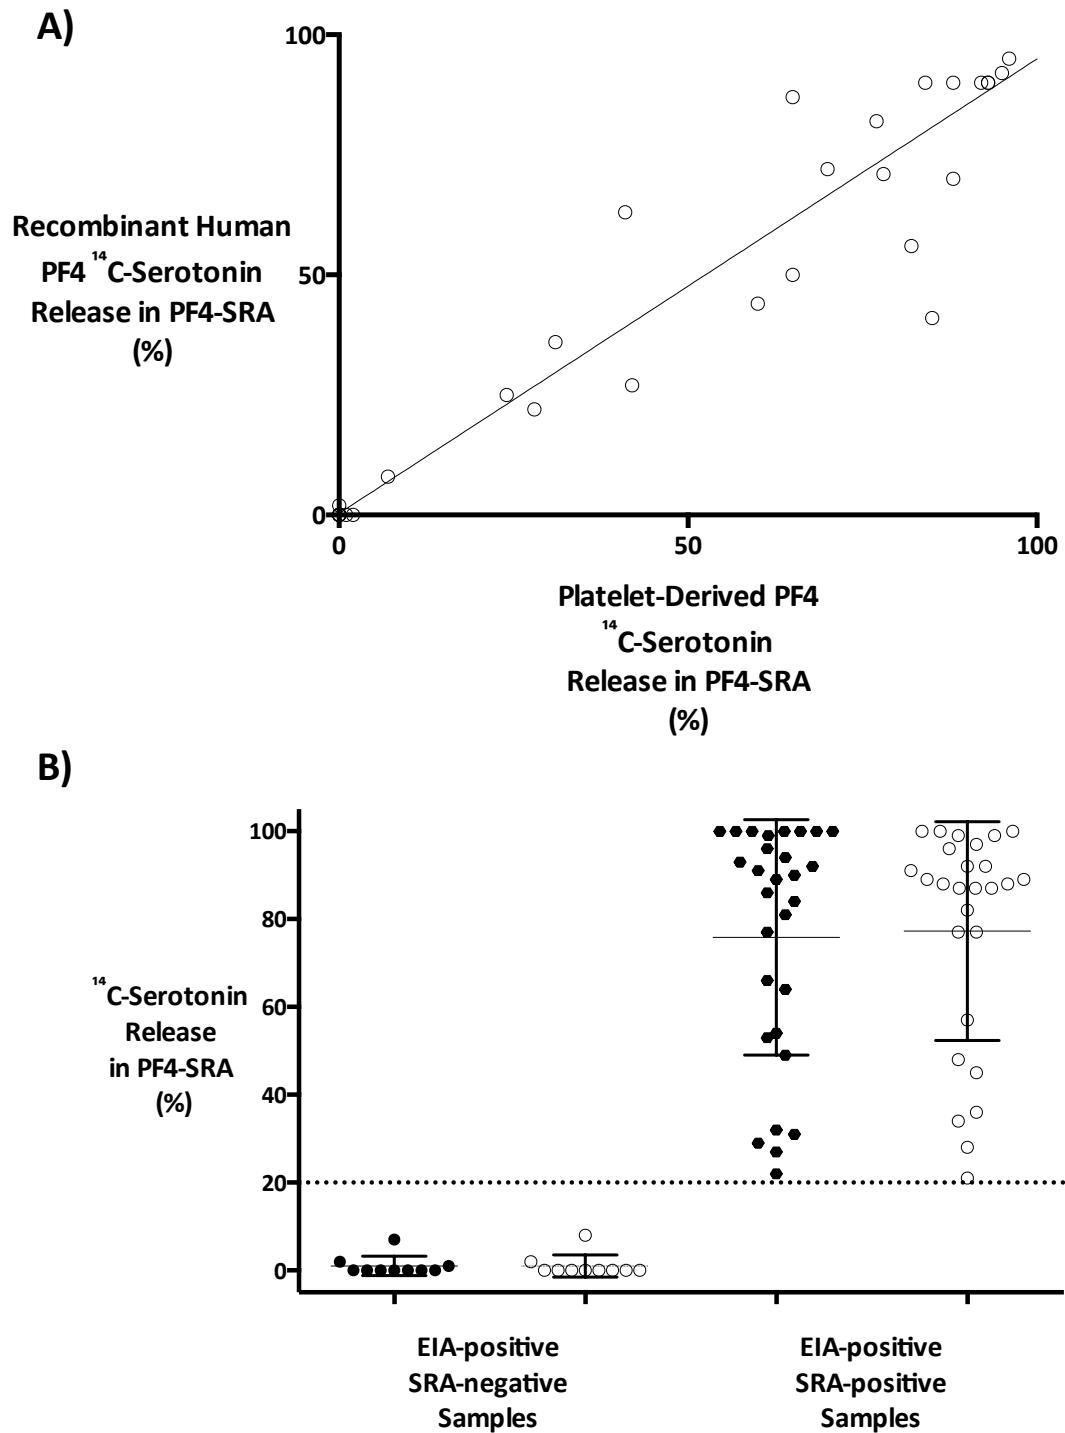 A)
100
50
0
0
50
100
Recombinant Human
PF4 ¹⁴C-Serotonin
Release in PF4-SRA
(%)
Platelet-Derived PF4
¹⁴C-Serotonin
Release in PF4-SRA
(%)
B)
100
80
60
40
20
0
¹⁴C-Serotonin
Release
in PF4-SRA
(%)
EIA-positive
SRA-negative
Samples
EIA-positive
SRA-positive
Samples